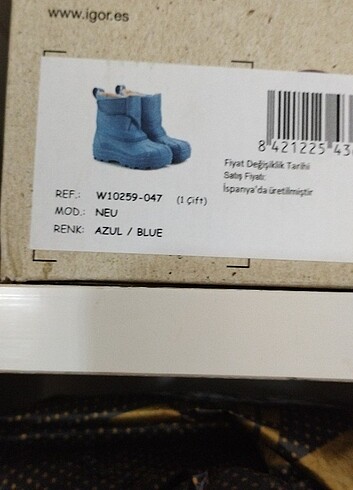 www.igor.es
8 421225 43
Fiyat Değişiklik Tarihi
Satış Fiyatı:
İspanya'da üretilmiştir
REF.: W10259-047 (1 Çift)
MOD.: NEU
RENK: AZUL / BLUE